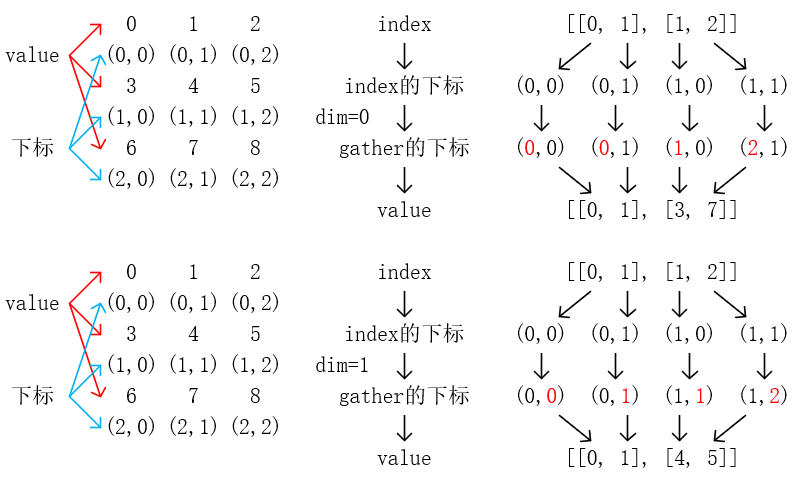 0 1 2 index [[0, 1], [1, 2]]
value (0,0) (0,1) (0,2)
3 4 5 index的下标 (0,0) (0,1) (1,0) (1,1)
(1,0) (1,1) (1,2) dim=0
下标 6 7 8 gather的下标 (0,0) (0,1) (1,0) (2,1)
(2,0) (2,1) (2,2)
value [[0, 1], [3, 7]]
0 1 2 index [[0, 1], [1, 2]]
value (0,0) (0,1) (0,2)
3 4 5 index的下标 (0,0) (0,1) (1,0) (1,1)
(1,0) (1,1) (1,2) dim=1
下标 6 7 8 gather的下标 (0,0) (0,1) (1,1) (1,2)
(2,0) (2,1) (2,2)
value [[0, 1], [4, 5]]